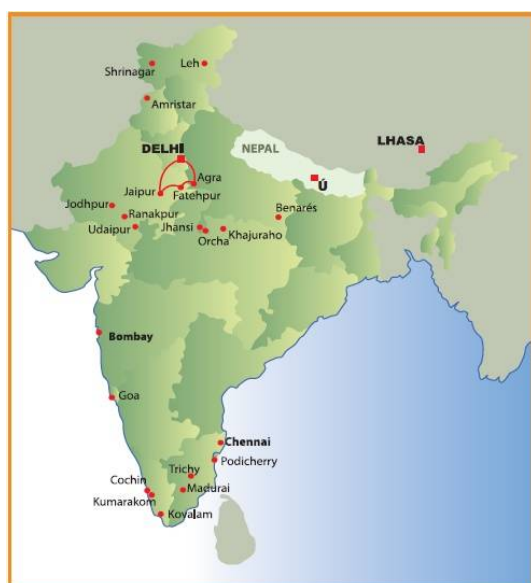 Shrinagar
Leh
Amristar
DELHI
NEPAL
LHASA
Ú
Agra
Jaipur
Fatehpur
Jodhpur
Ranakpur
Benarés
Udaipur
Jhansi
Orcha
Khajuraho
Bombay
Goa
Chennai
Podicherry
Trichy
Cochin
Madurai
Kumarakom
Kovalam